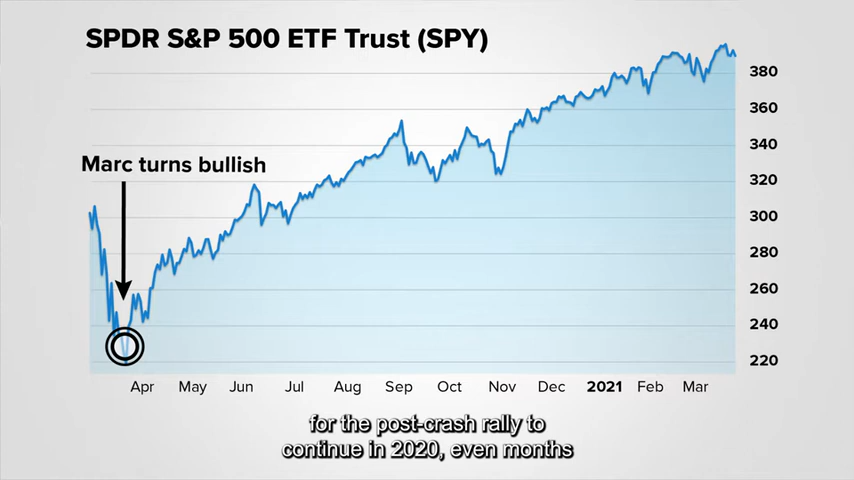 SPDR S&P 500 ETF Trust (SPY)
380
360
Marc turns bullish
340
320
300
280
260
240
220
Apr May Jun Jul Aug Sep Oct Nov Dec 2021 Feb Mar
for the post-crash rally to
continue in 2020, even months